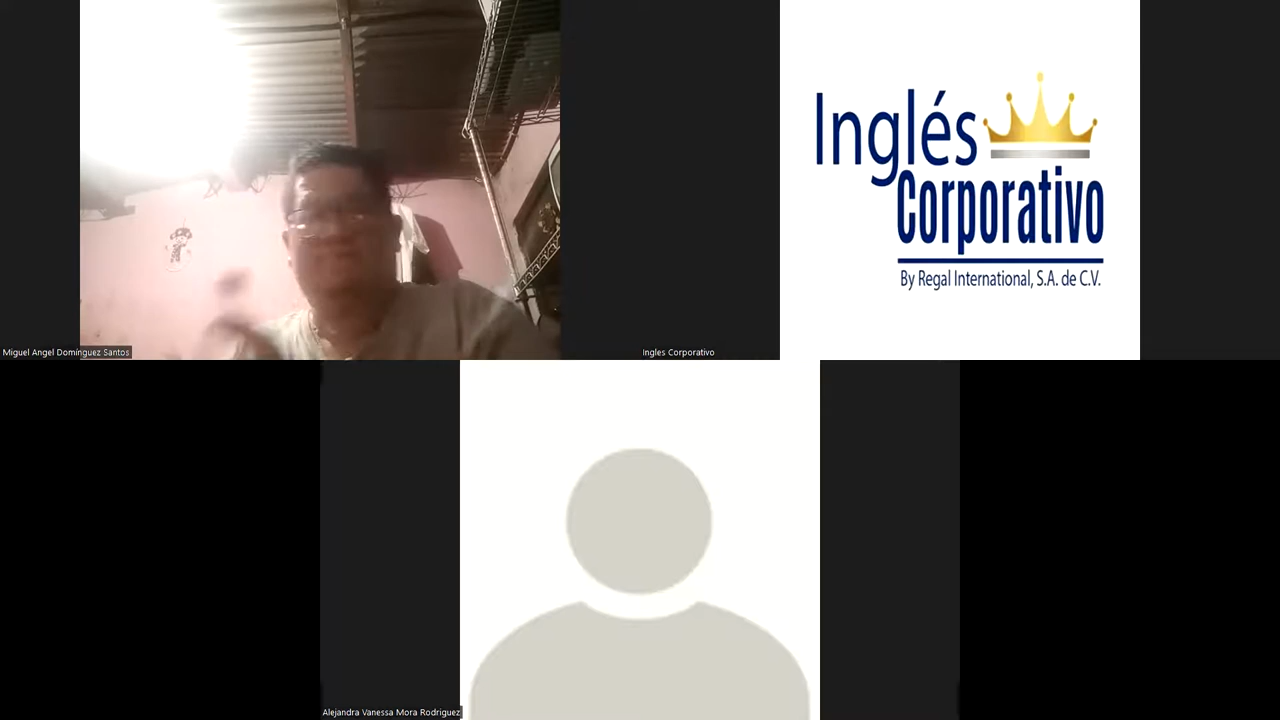 Inglés
Corporativo
By Regal International, S.A. de C.V.
Miguel Angel Dominguez Santos
Ingles Corporativo
Alejandra Vanessa Mora Rodriguez